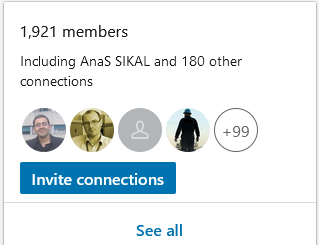 1,921 members
Including AnaS SIKAL and 180 other
connections
+99
Invite connections
See all